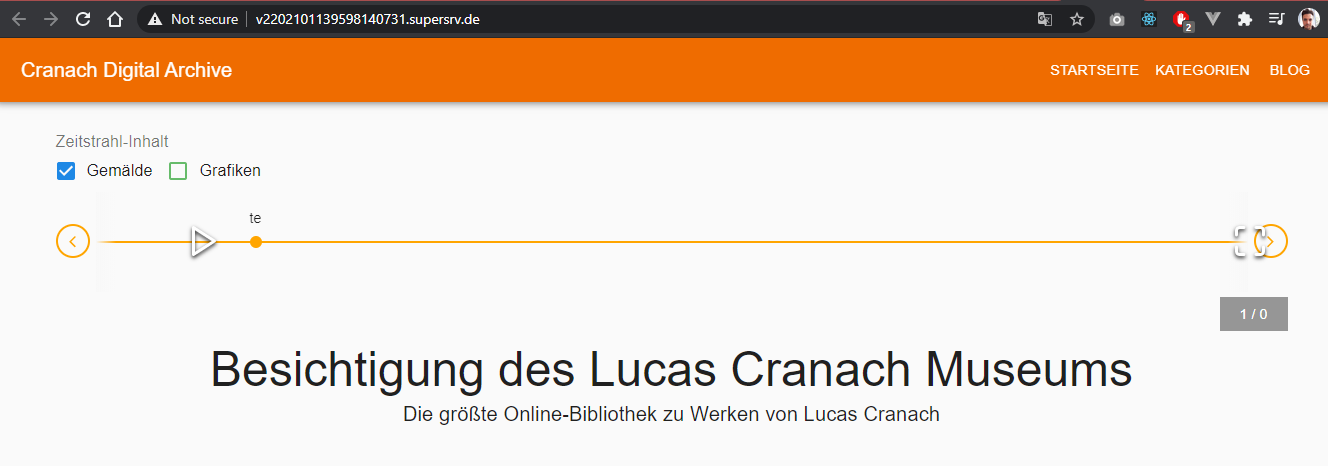 Not secure v2202101139598140731.supersrv.de
2
Cranach Digital Archive STARTSEITE KATEGORIEN BLOG
Zeitstrahl-Inhalt
Gemälde Grafiken
te
1 / 0
Besichtigung des Lucas Cranach Museums
Die größte Online-Bibliothek zu Werken von Lucas Cranach